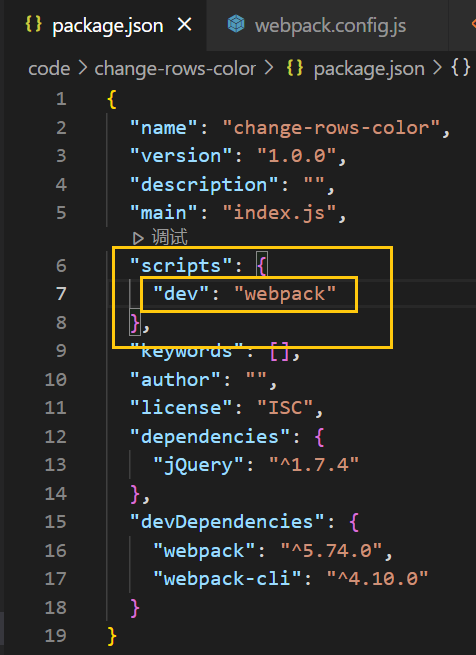 {} package.json × webpack.config.js
code > change-rows-color > {} package.json > {}
1 {
2 "name": "change-rows-color",
3 "version": "1.0.0",
4 "description": "",
5 "main": "index.js",
▷ 调试
6 "scripts": {
7 "dev": "webpack"
8 },
9 "keywords": [],
10 "author": "",
11 "license": "ISC",
12 "dependencies": {
13 "jQuery": "^1.7.4"
14 },
15 "devDependencies": {
16 "webpack": "^5.74.0",
17 "webpack-cli": "^4.10.0"
18 }
19 }